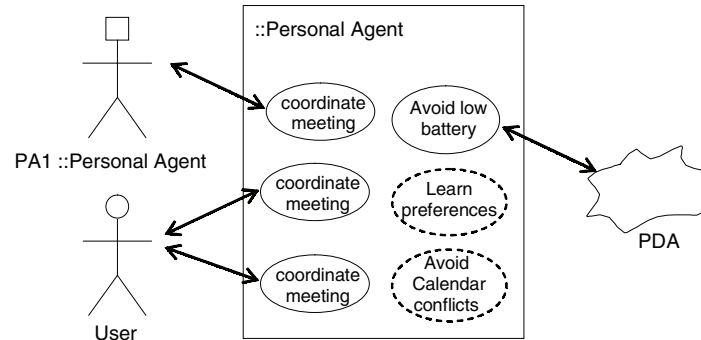 ::Personal Agent
coordinate
meeting
Avoid low
battery
PA1 ::Personal Agent
coordinate
meeting
Learn
preferences
PDA
coordinate
meeting
Avoid
Calendar
conflicts
User